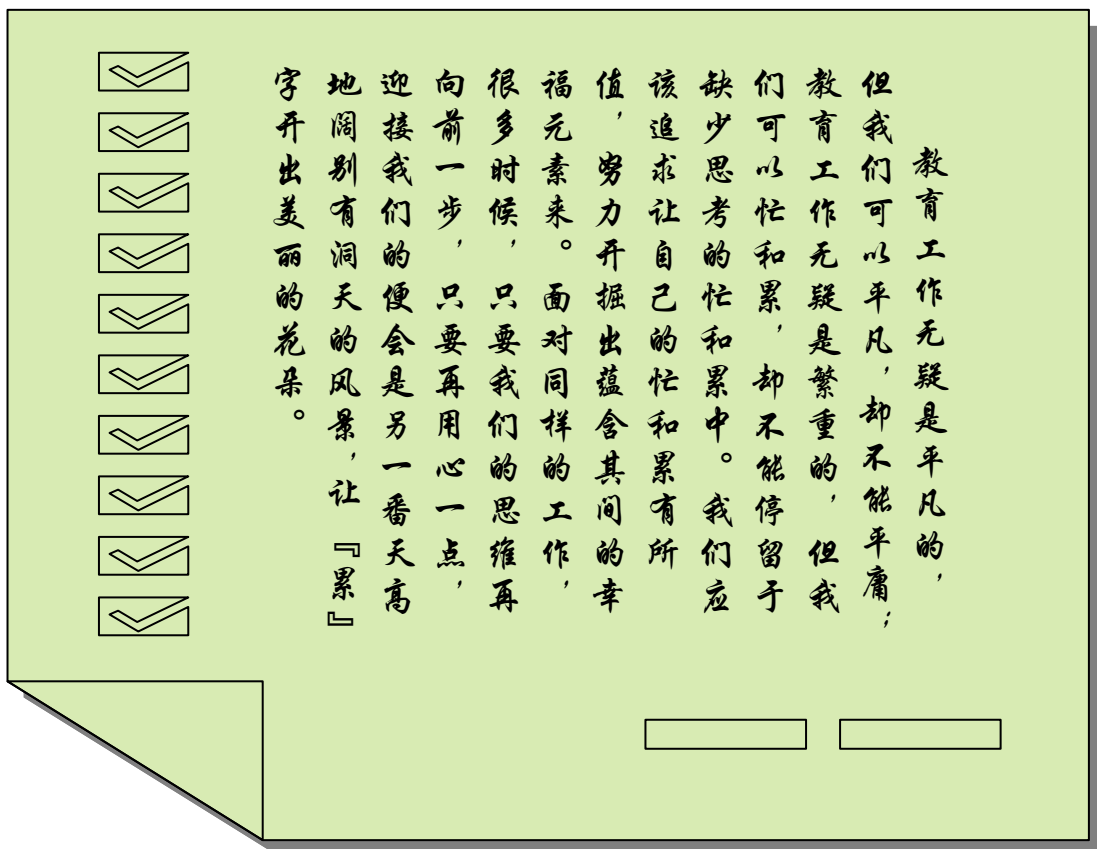 教育工作无疑是平凡的，
但我们可以平凡，却不能平庸；
教育工作无疑是繁重的，但我
们可以忙和累，却不能停留于
缺少思考的忙和累中。我们应
该追求让自己的忙和累有所
值，努力开掘出蕴含其间的幸
福元素来。面对同样的工作，
很多时候，只要我们的思维再
向前一步，只要再用心一点，
迎接我们的便会是另一番天高
地阔别有洞天的风景，让『累』
字开出美丽的花朵。